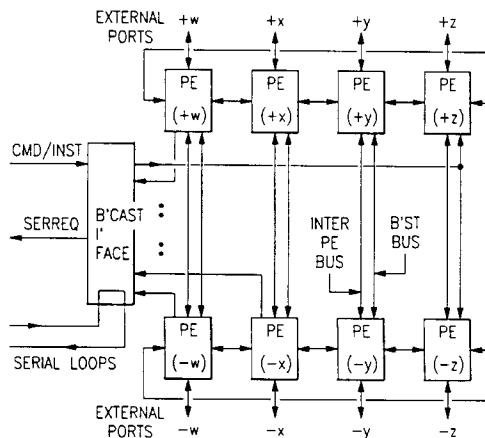 EXTERNAL PORTS
+w +x +y +z
PE (+w)
PE (+x)
PE (+y)
PE (+z)
CMD/INST
B'CAST I' FACE
SERREQ
INTER PE BUS
B'ST BUS
SERIAL LOOPS
PE (−w)
PE (−x)
PE (−y)
PE (−z)
EXTERNAL PORTS
−w −x −y −z